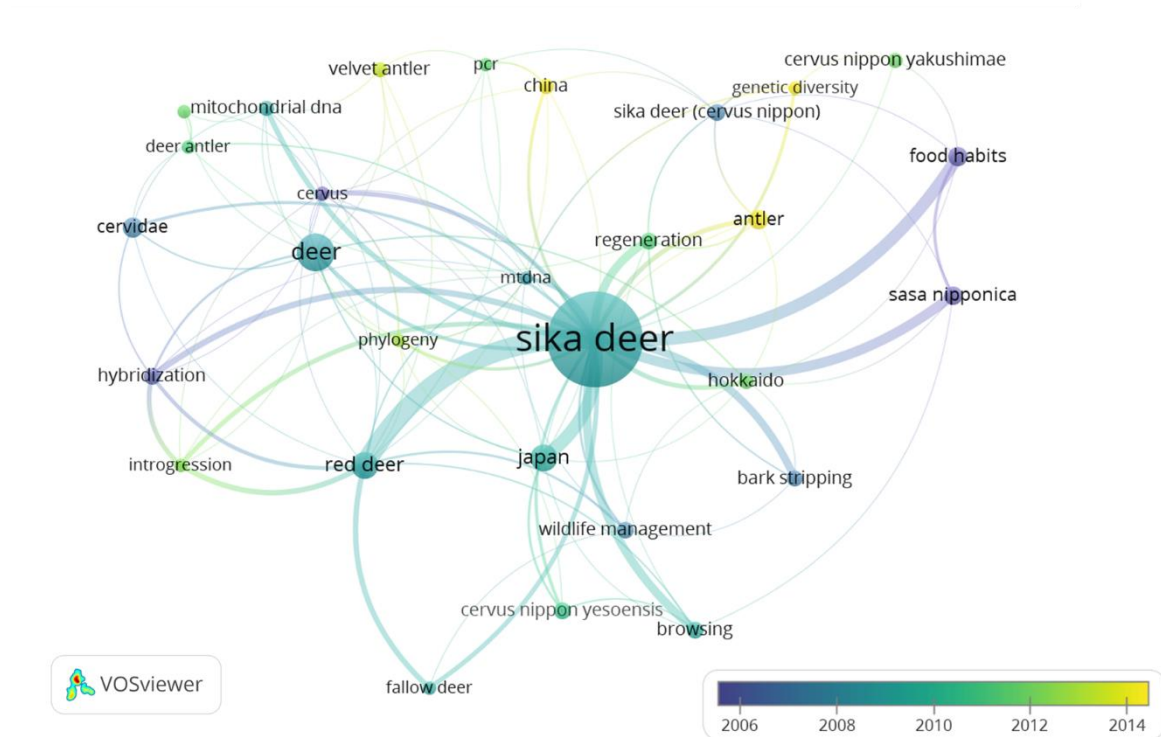 cervus nippon yakushimae
velvet antler
pcr
china
genetic diversity
mitochondrial dna
sika deer (cervus nippon)
deer antler
food habits
cervus
cervidae
antler
regeneration
deer
mtdna
sasa nipponica
sika deer
phylogeny
hybridization
hokkaido
introgression
red deer
japan
bark stripping
wildlife management
cervus nippon yesoensis
browsing
fallow deer
VOSviewer
2006 2008 2010 2012 2014